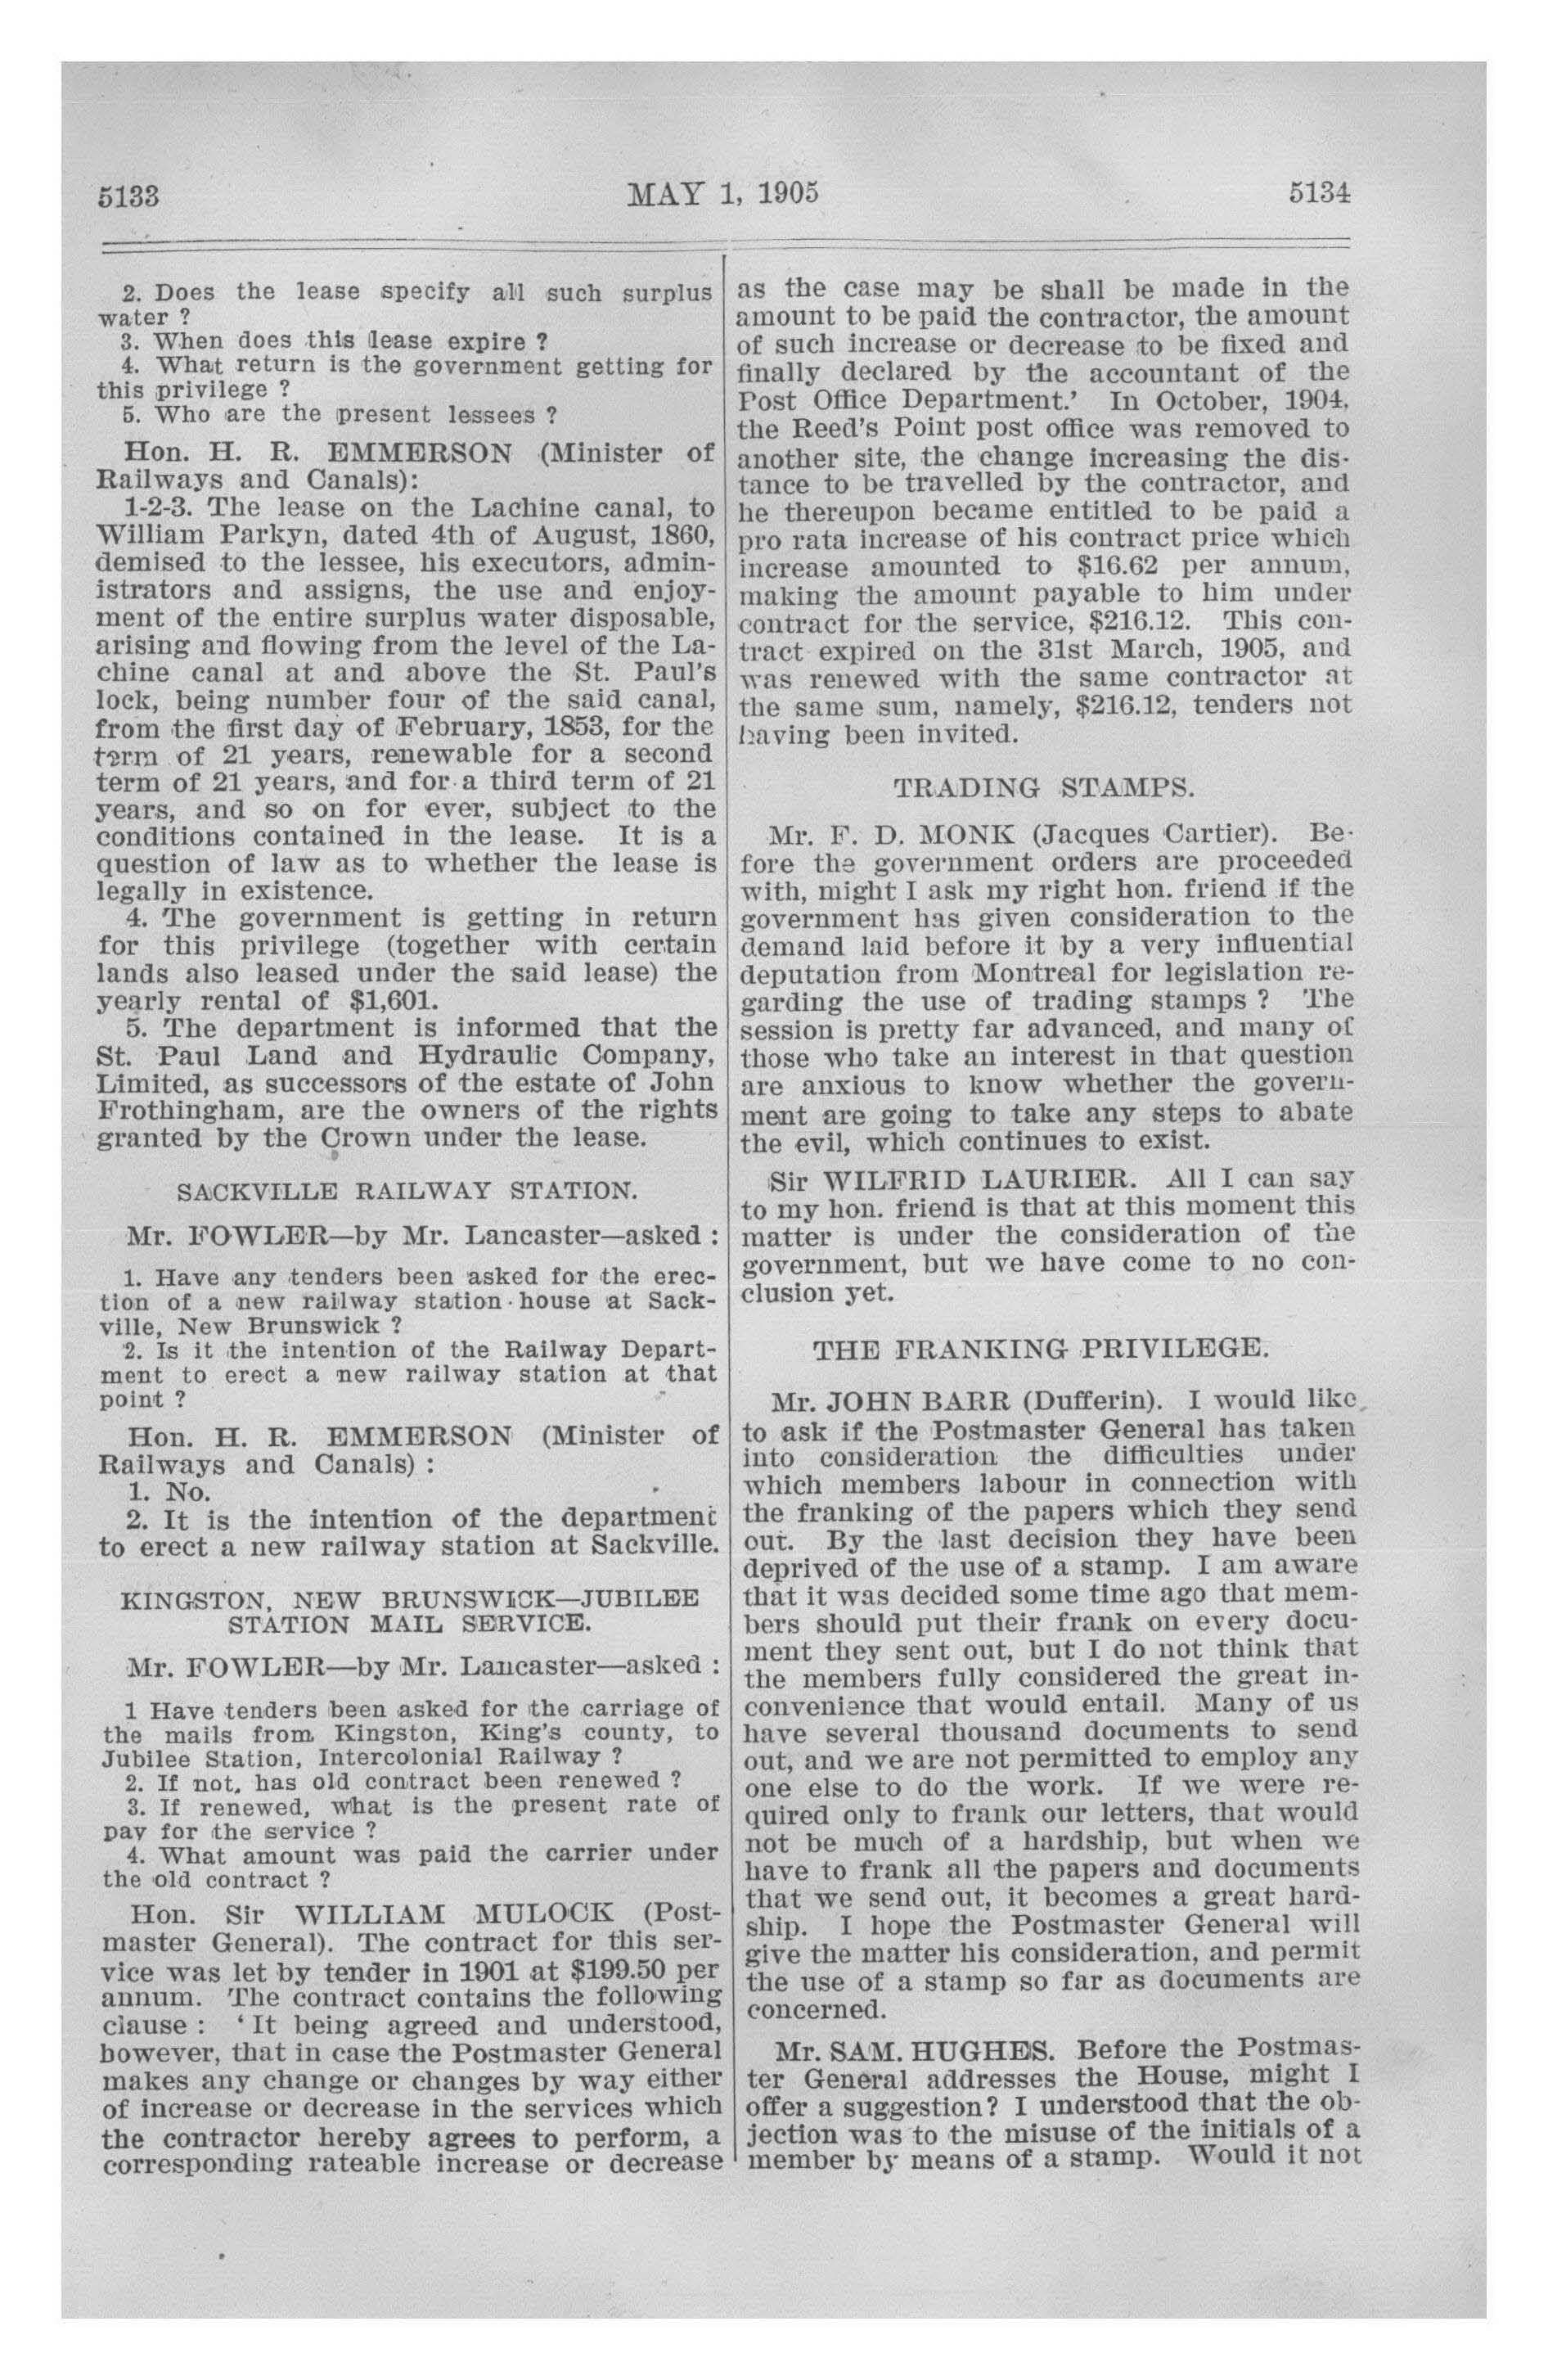 5133 MAY 1, 1905 5134
2. Does the lease specify all such surplus
water ?
3. When does this lease expire ?
4. What return is the government getting for
this privilege ?
5. Who are the present lessees ?
Hon. H. R. EMMERSON (Minister of
Railways and Canals):
1-2-3. The lease on the Lachine canal, to
William Parkyn, dated 4th of August, 1860,
demised to the lessee, his executors, admin-
istrators and assigns, the use and enjoy-
ment of the entire surplus water disposable,
arising and flowing from the level of the La-
chine canal at and above the St. Paul's
lock, being number four of the said canal,
from the first day of February, 1853, for the
term of 21 years, renewable for a second
term of 21 years, and for a third term of 21
years, and so on for ever, subject to the
conditions contained in the lease. It is a
question of law as to whether the lease is
legally in existence.
4. The government is getting in return
for this privilege (together with certain
lands also leased under the said lease) the
yearly rental of $1,601.
5. The department is informed that the
St. Paul Land and Hydraulic Company,
Limited, as successors of the estate of John
Frothingham, are the owners of the rights
granted by the Crown under the lease.
SACKVILLE RAILWAY STATION.
Mr. FOWLER—by Mr. Lancaster—asked :
1. Have any tenders been asked for the erec-
tion of a new railway station-house at Sack-
ville, New Brunswick ?
2. Is it the intention of the Railway Depart-
ment to erect a new railway station at that
point ?
Hon. H. R. EMMERSON (Minister of
Railways and Canals) :
1. No.
2. It is the intention of the department
to erect a new railway station at Sackville.
KINGSTON, NEW BRUNSWICK—JUBILEE
STATION MAIL SERVICE.
Mr. FOWLER—by Mr. Lancaster—asked :
1 Have tenders been asked for the carriage of
the mails from Kingston, King's county, to
Jubilee Station, Intercolonial Railway ?
2. If not, has old contract been renewed ?
3. If renewed, what is the present rate of
pay for the service ?
4. What amount was paid the carrier under
the old contract ?
Hon. Sir WILLIAM MULOCK (Post-
master General). The contract for this ser-
vice was let by tender in 1901 at $199.50 per
annum. The contract contains the following
clause : ' It being agreed and understood,
however, that in case the Postmaster General
makes any change or changes by way either
of increase or decrease in the services which
the contractor hereby agrees to perform, a
corresponding rateable increase or decrease
as the case may be shall be made in the
amount to be paid the contractor, the amount
of such increase or decrease to be fixed and
finally declared by the accountant of the
Post Office Department.' In October, 1904,
the Reed's Point post office was removed to
another site, the change increasing the dis-
tance to be travelled by the contractor, and
he thereupon became entitled to be paid a
pro rata increase of his contract price which
increase amounted to $16.62 per annum,
making the amount payable to him under
contract for the service, $216.12. This con-
tract expired on the 31st March, 1905, and
was renewed with the same contractor at
the same sum, namely, $216.12, tenders not
having been invited.
TRADING STAMPS.
Mr. F. D. MONK (Jacques Cartier). Be-
fore the government orders are proceeded
with, might I ask my right hon. friend if the
government has given consideration to the
demand laid before it by a very influential
deputation from Montreal for legislation re-
garding the use of trading stamps ? The
session is pretty far advanced, and many of
those who take an interest in that question
are anxious to know whether the govern-
ment are going to take any steps to abate
the evil, which continues to exist.
Sir WILFRID LAURIER. All I can say
to my hon. friend is that at this moment this
matter is under the consideration of the
government, but we have come to no con-
clusion yet.
THE FRANKING PRIVILEGE.
Mr. JOHN BARR (Dufferin). I would like
to ask if the Postmaster General has taken
into consideration the difficulties under
which members labour in connection with
the franking of the papers which they send
out. By the last decision they have been
deprived of the use of a stamp. I am aware
that it was decided some time ago that mem-
bers should put their frank on every docu-
ment they sent out, but I do not think that
the members fully considered the great in-
convenience that would entail. Many of us
have several thousand documents to send
out, and we are not permitted to employ any
one else to do the work. If we were re-
quired only to frank our letters, that would
not be much of a hardship, but when we
have to frank all the papers and documents
that we send out, it becomes a great hard-
ship. I hope the Postmaster General will
give the matter his consideration, and permit
the use of a stamp so far as documents are
concerned.
Mr. SAM. HUGHES. Before the Postmas-
ter General addresses the House, might I
offer a suggestion? I understood that the ob-
jection was to the misuse of the initials of a
member by means of a stamp. Would it not